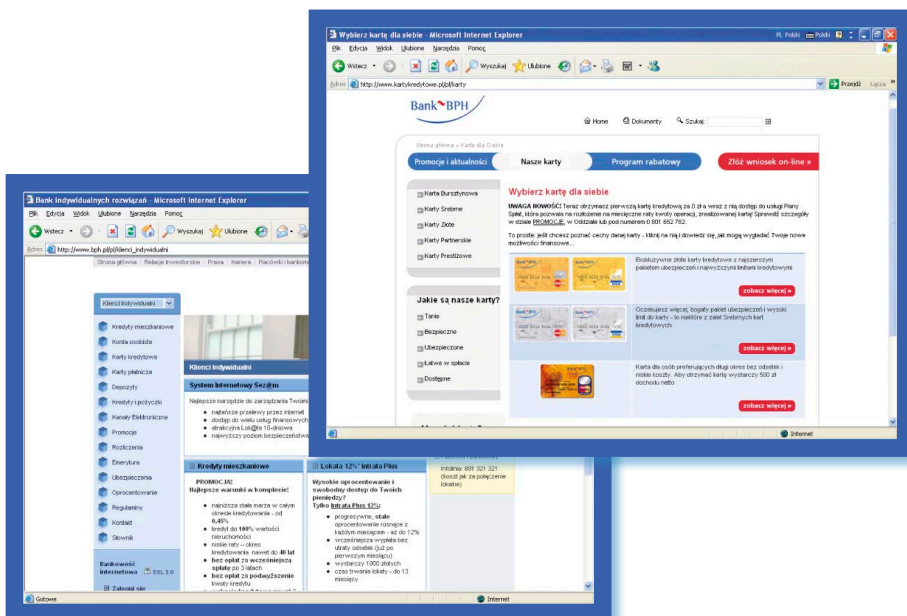 Wybierz kartę dla siebie - Microsoft Internet Explorer
PL Polski Polski
Plik Edycja Widok Ulubione Narzędzia Pomoc
Wstecz Wyszukaj Ulubione
Adres http://www.kartykredytowe.pl/pl/karty Przejdź Łącza »
Bank BPH
Home Dokumenty Szukaj
Strona główna » Karta dla Ciebie
Promocje i aktualności Nasze karty Program rabatowy Złóż wniosek on-line »
Karta Bursztynowa
Karty Srebrne
Karty Złote
Karty Partnerskie
Karty Prestiżowe
Jakie są nasze karty?
Tanie
Bezpieczne
Ubezpieczone
Łatwe w spłacie
Dostępne
Wybierz kartę dla siebie
UWAGA NOWOŚĆ! Teraz otrzymasz pierwszą kartę kredytową za 0 zł a wraz z nią dostęp do usługi Plany
Spłat, która pozwala na rozłożenie na miesięczne raty kwoty operacji, zrealizowanej kartą! Sprawdź szczegóły
w dziale PROMOCJE, w Oddziale lub pod numerem 0 801 652 782.
To proste: jeśli chcesz poznać cechy danej karty - kliknij na nią i dowiedz się, jak mogą wyglądać Twoje nowe
możliwości finansowe...
Ekskluzywne złote karty kredytowe z najszerszym
pakietem ubezpieczeń i najwyższymi limitami kredytowymi
zobacz więcej »
Oczekujesz więcej: bogaty pakiet ubezpieczeń i wysoki
limit do karty - to niektóre z zalet Srebrnych kart
kredytowych
zobacz więcej »
Karta dla osób preferujących długi okres bez odsetek i
niskie koszty. Aby otrzymać kartę wystarczy 500 zł
dochodu netto
zobacz więcej »
Internet
Bank indywidualnych rozwiązań - Microsoft Internet Explorer
Plik Edycja Widok Ulubione Narzędzia Pomoc
Wstecz Wyszukaj Ulubione
Adres http://www.bph.pl/pl/klienci_indywidualni
Strona główna Relacje inwestorskie Prasa Kariera Placówki i bankom
Klienci Indywidualni
Kredyty mieszkaniowe
Konta osobiste
Karty kredytowe
Karty płatnicze
Depozyty
Kredyty i pożyczki
Kanały Elektroniczne
Promocje
Rozliczenia
Emerytura
Ubezpieczenia
Oprocentowanie
Regulaminy
Kontakt
Słownik
Bankowość
internetowa SSL 3.0
Zaloguj się
Klienci Indywidualni
System Internetowy Sez@m
Najlepsze narzędzie do zarządzania Twoimi
najtańsze przelewy przez internet
dostęp do wielu usług finansowych
atrakcyjna Lok@ta 10-dniowa
najwyższy poziom bezpieczeństwa
Kredyty mieszkaniowe
PROMOCJA!
Najlepsze warunki w komplecie!
najniższa stała marża w całym
okresie kredytowania - od
0,45%
kredyt do 100% wartości
nieruchomości
niskie raty – okres
kredytowania nawet do 40 lat
bez opłat za wcześniejszą
spłatę po 3 latach
bez opłat za podwyższenie
kwoty kredytu
Lokata 12%* Intrata Plus
Wysokie oprocentowanie i
swobodny dostęp do Twoich
pieniędzy?
Tylko Intrata Plus 12%:
progresywne, stałe
oprocentowanie rosnące z
każdym miesiącem - aż do 12%
wcześniejsza wypłata bez
utraty odsetek (już po
pierwszym miesiącu)
wystarczy 1000 złotych
czas trwania lokaty - do 13
miesięcy
Infolinia: 801 321 321
(koszt jak za połączenie
lokalne)
Gotowe
Internet